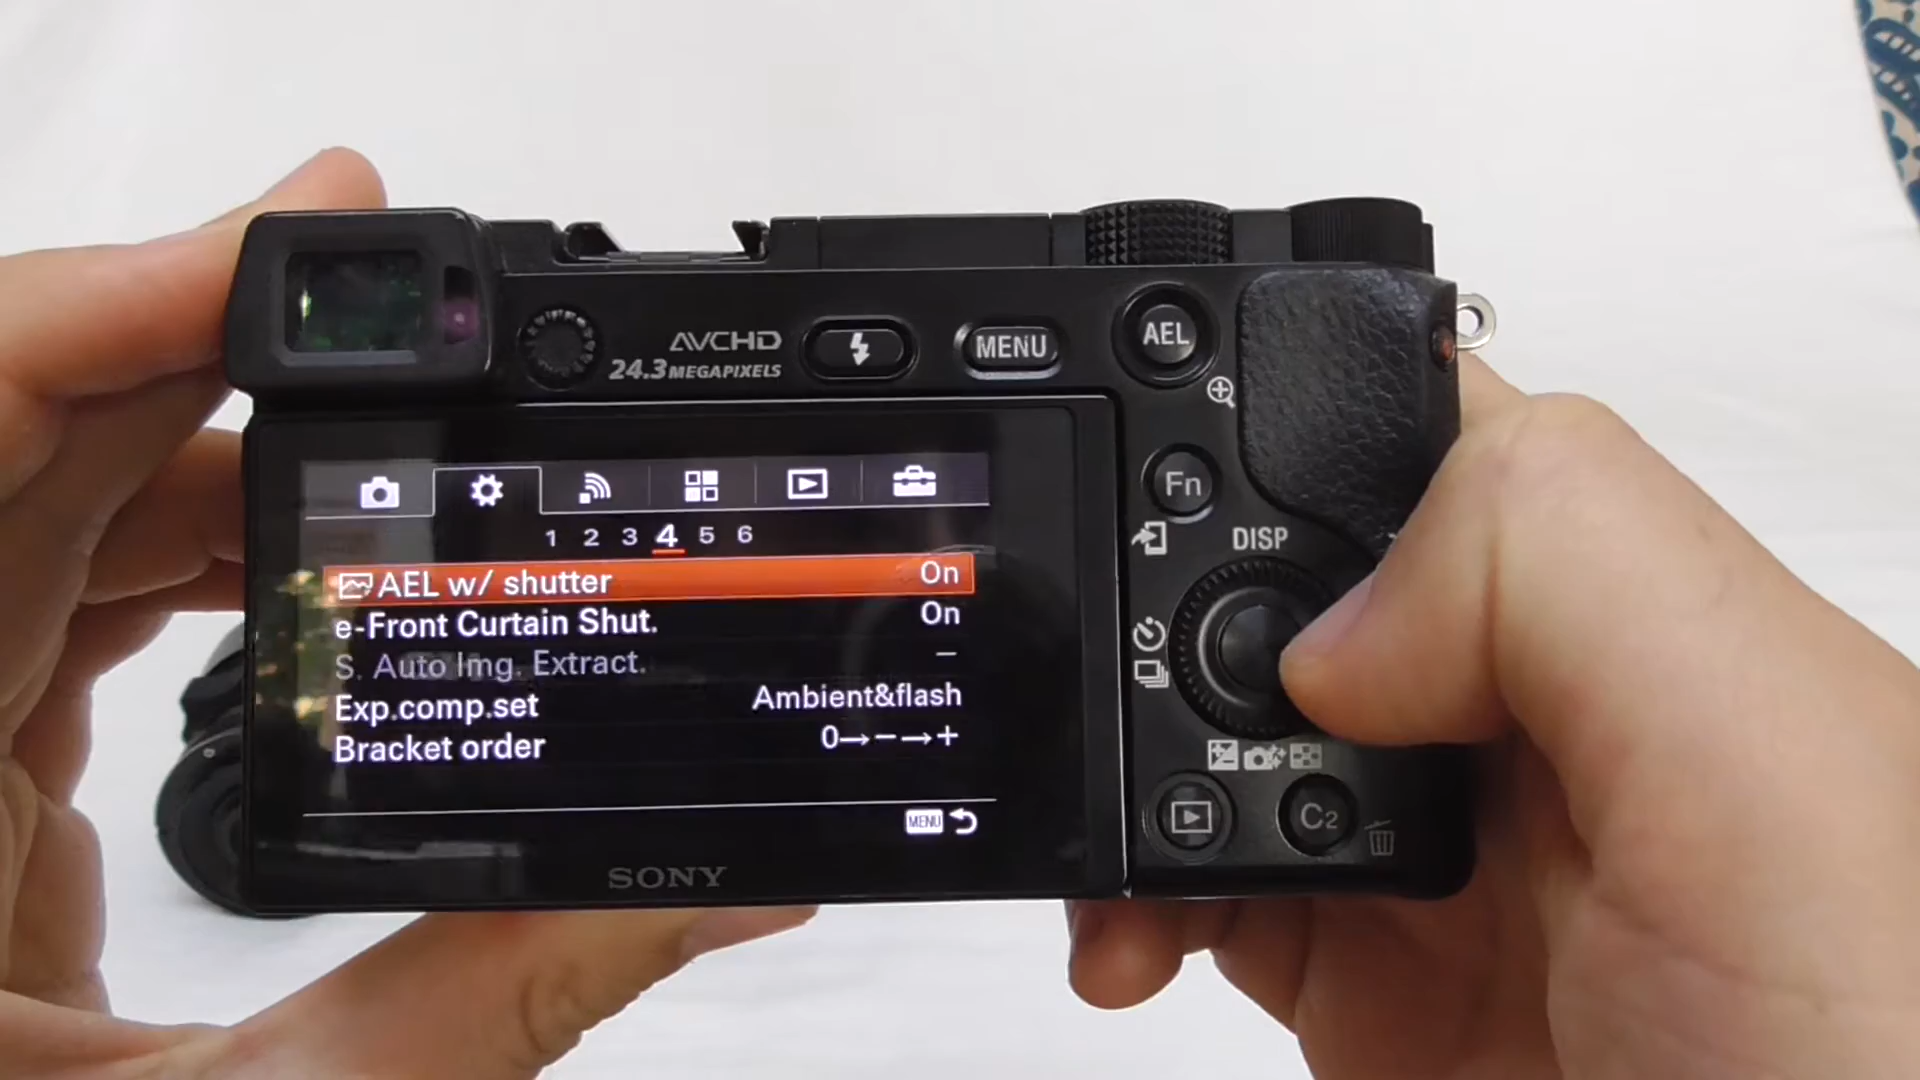 AVCHD
24.3 MEGAPIXELS
MENU
AEL
Fn
DISP
1 2 3 4 5 6
AEL w/ shutter On
e-Front Curtain Shut. On
S. Auto Img. Extract. –
Exp.comp.set Ambient&flash
Bracket order 0→−→+
MENU
C2
SONY